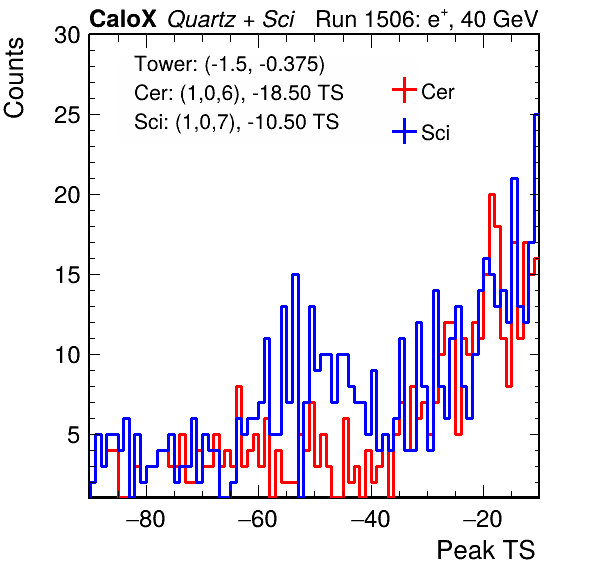 CaloX Quartz + Sci Run 1506: e+, 40 GeV
Counts
Tower: (-1.5, -0.375)
Cer: (1,0,6), -18.50 TS
Sci: (1,0,7), -10.50 TS
Cer
Sci
30
25
20
15
10
5
−80 −60 −40 −20
Peak TS